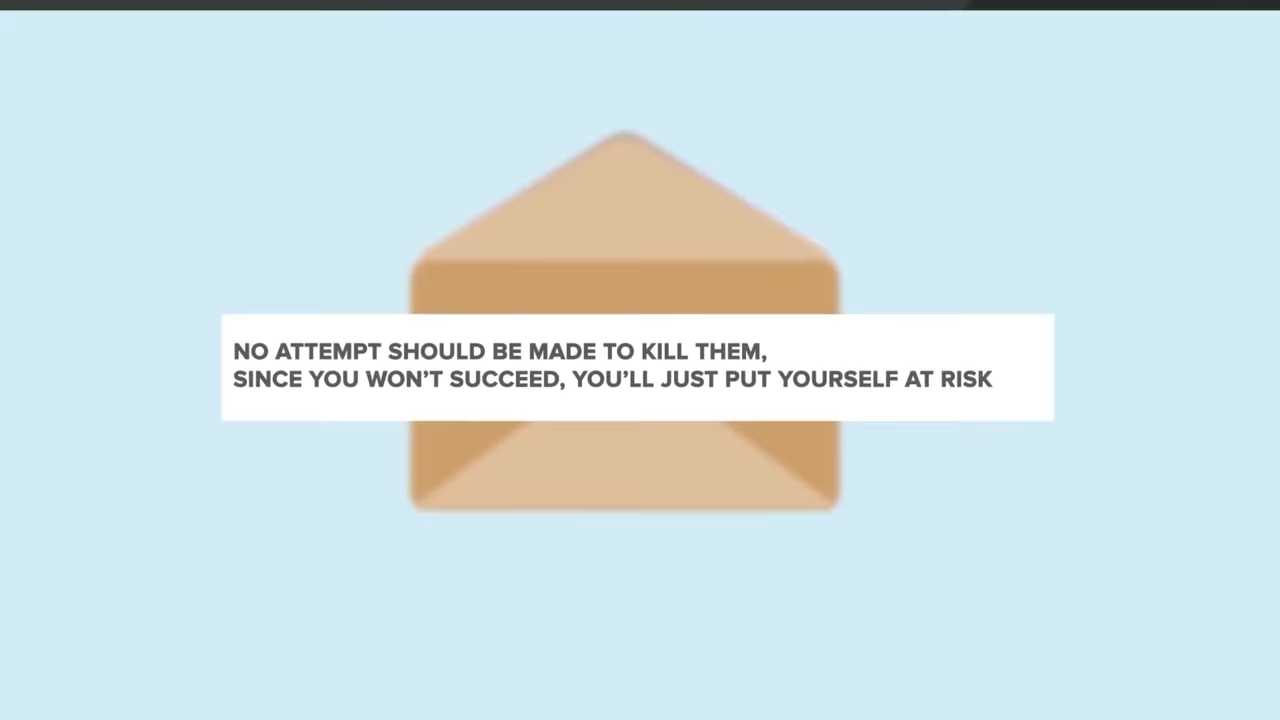 NO ATTEMPT SHOULD BE MADE TO KILL THEM,
SINCE YOU WON’T SUCCEED, YOU’LL JUST PUT YOURSELF AT RISK